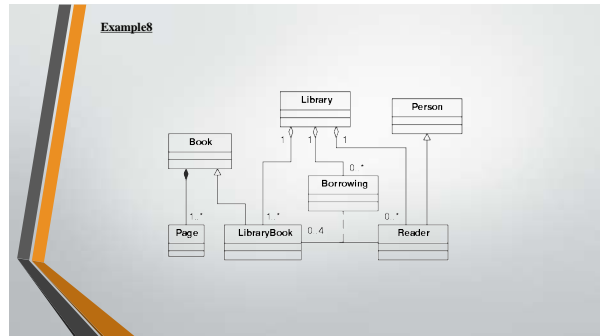 Example8
Library
Person
Book
1 1 1
0..*
Borrowing
1..* 1..* 0..4 0..*
Page LibraryBook Reader